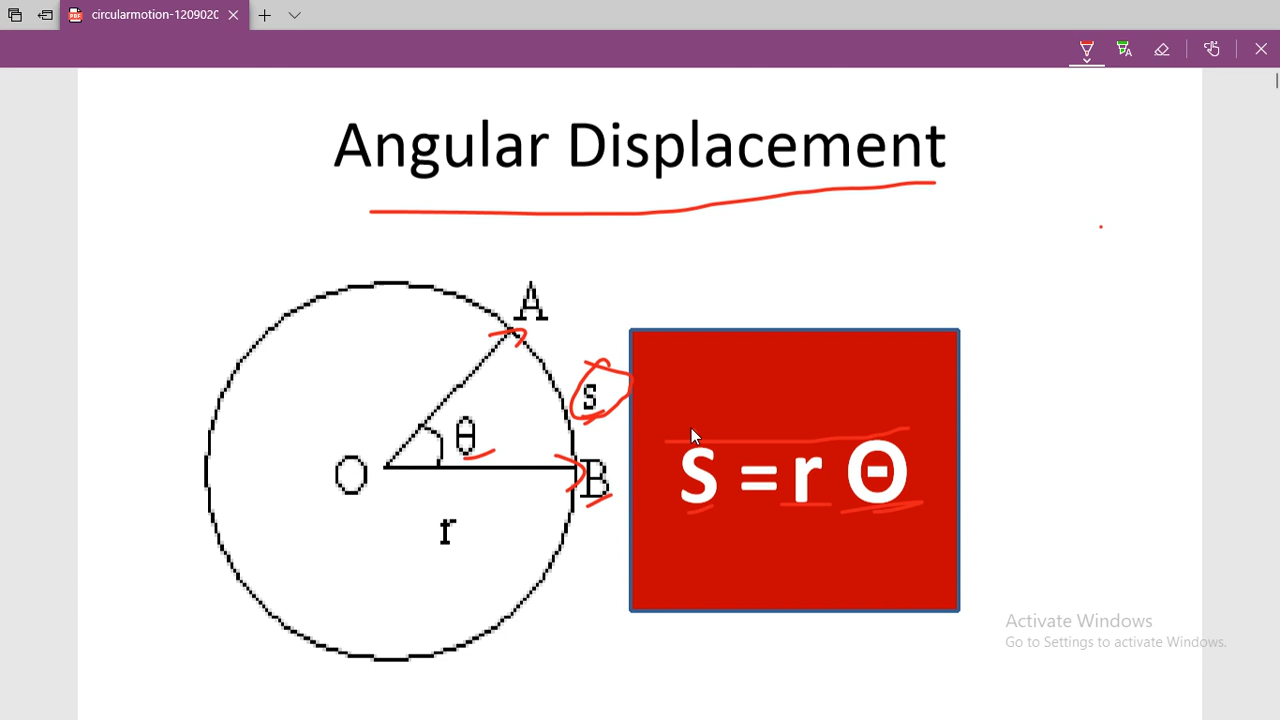 circularmotion-120902C
Angular Displacement
A
s
θ
O
B
r
S = r Θ
Activate Windows
Go to Settings to activate Windows.